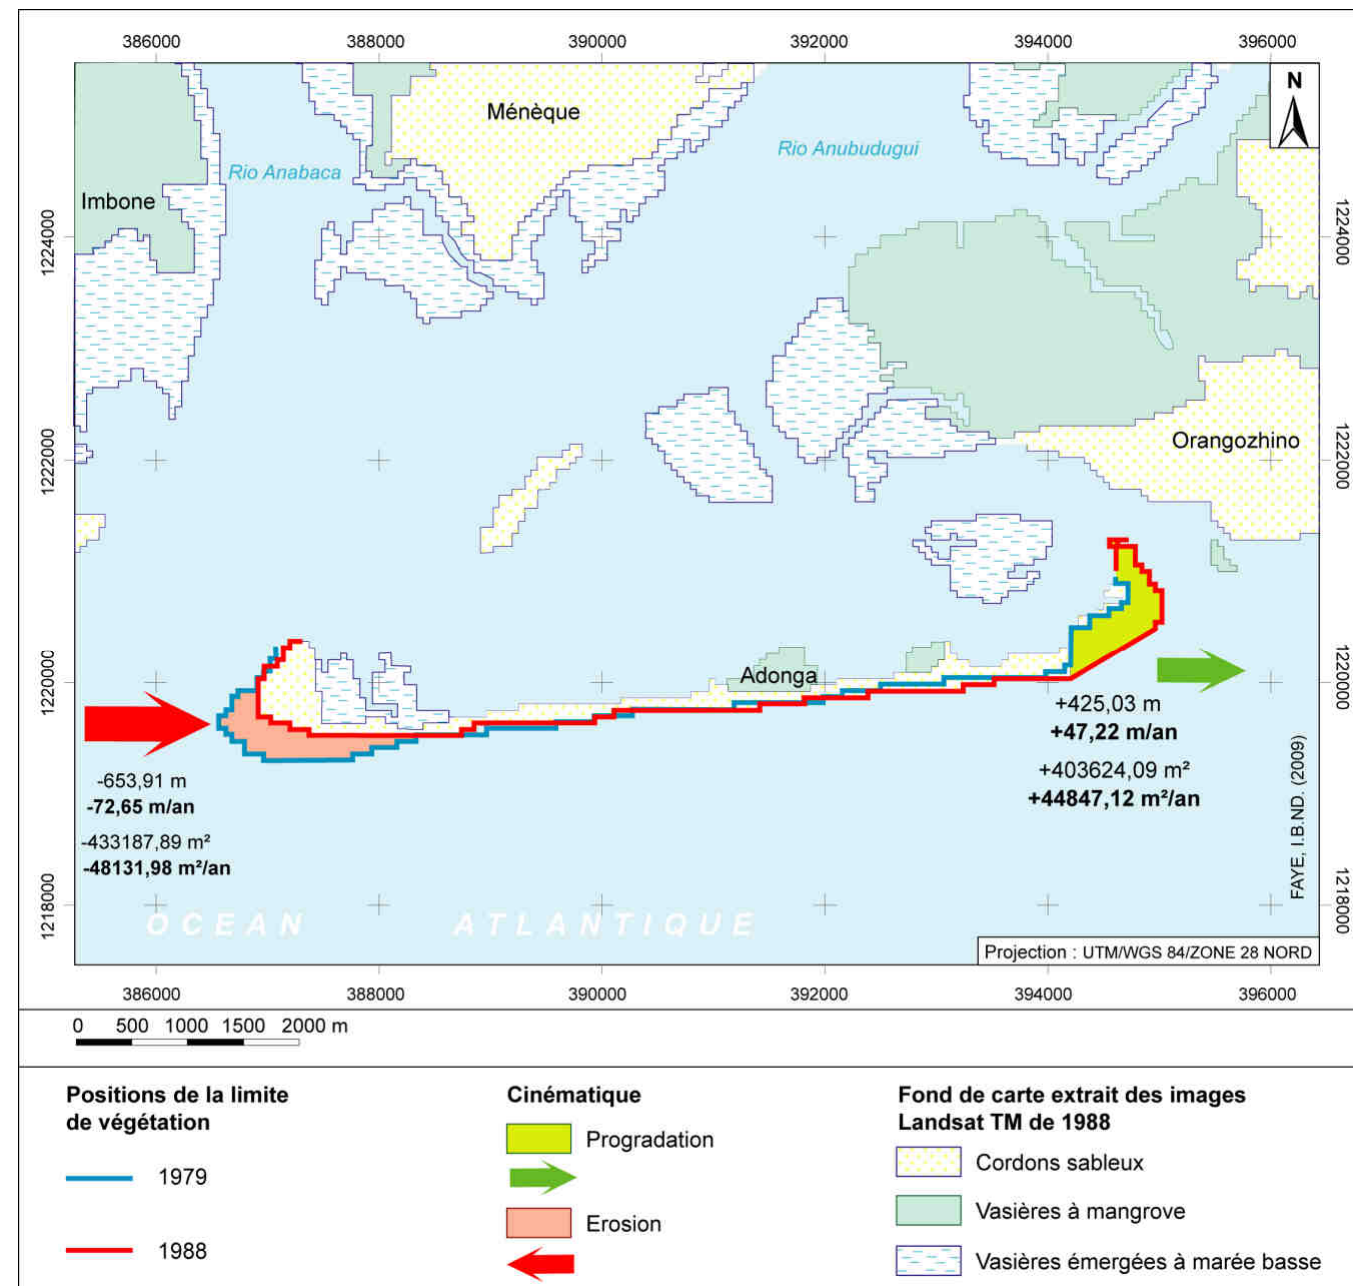 386000 388000 390000 392000 394000 396000
N
Ménèque
Rio Anubudugui
Rio Anabaca
Imbone
1224000 1224000
Orangozhino
1222000 1222000
Adonga
1220000 1220000
-653,91 m
-72,65 m/an
-433187,89 m²
-48131,98 m²/an
+425,03 m
+47,22 m/an
+403624,09 m²
+44847,12 m²/an
FAYE, I.B.ND. (2009)
1218000 1218000
OCEAN ATLANTIQUE
Projection : UTM/WGS 84/ZONE 28 NORD
386000 388000 390000 392000 394000 396000
0 500 1000 1500 2000 m
Positions de la limite
de végétation
1979
1988
Cinématique
Progradation
Erosion
Fond de carte extrait des images
Landsat TM de 1988
Cordons sableux
Vasières à mangrove
Vasières émergées à marée basse